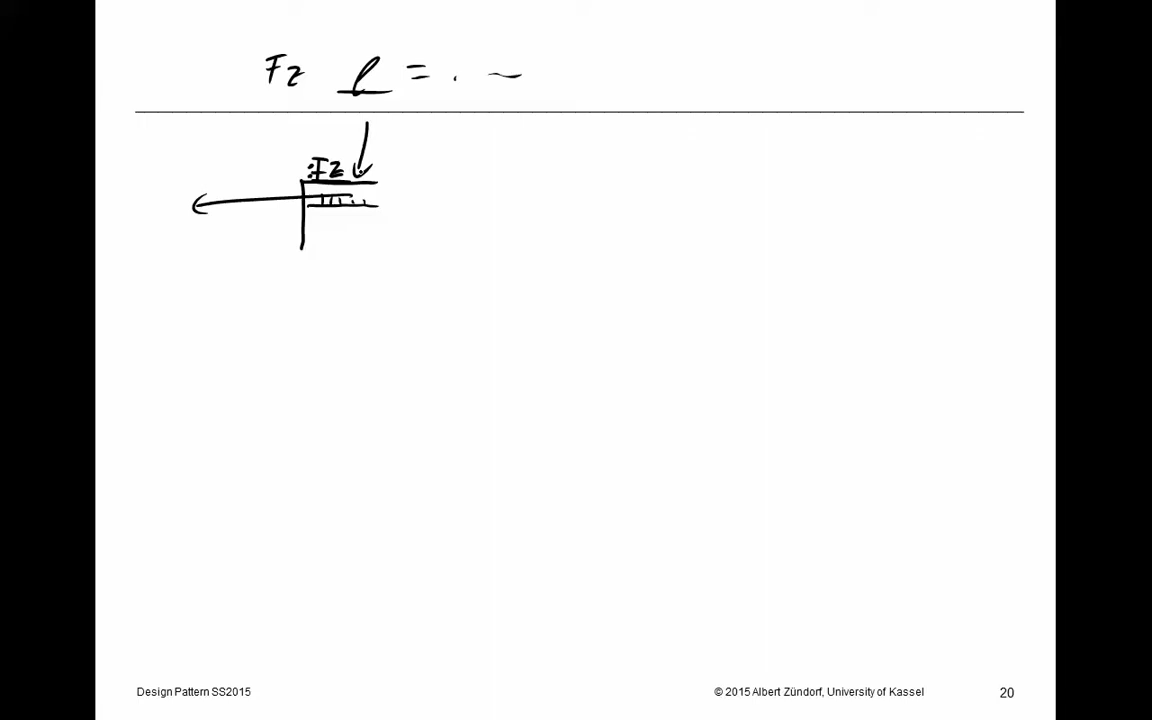 Fz l = . ~
:Fz
Design Pattern SS2015
© 2015 Albert Zündorf, University of Kassel
20